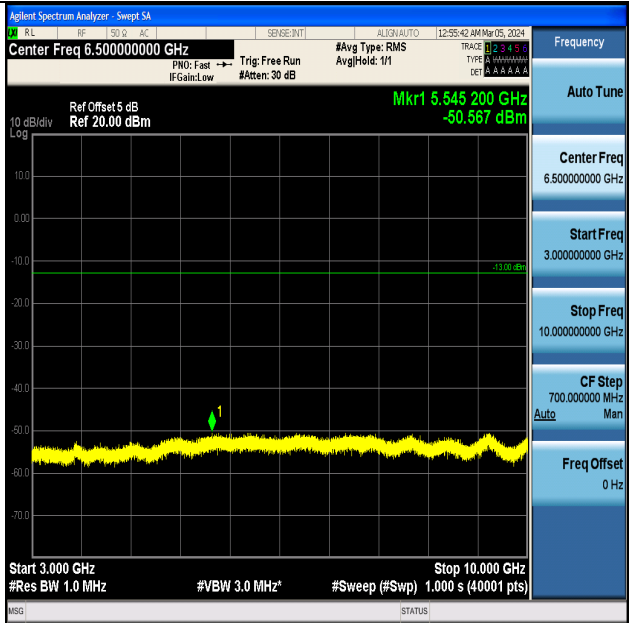 Agilent Spectrum Analyzer - Swept SA
RL RF 50 Ω AC SENSE:INT ALIGN AUTO 12:55:42 AM Mar 05, 2024
Center Freq 6.500000000 GHz
PNO: Fast
IFGain:Low
Trig: Free Run
#Atten: 30 dB
#Avg Type: RMS
Avg|Hold: 1/1
TRACE 1 2 3 4 5 6
TYPE A
DET A A A A A A
Ref Offset 5 dB
Ref 20.00 dBm
10 dB/div
Log
Mkr1 5.545 200 GHz
-50.567 dBm
10.0
0.00
-10.0
-13.00 dBm
-20.0
-30.0
-40.0
1
-50.0
-60.0
-70.0
Start 3.000 GHz
Stop 10.000 GHz
#Res BW 1.0 MHz
#VBW 3.0 MHz*
#Sweep (#Swp) 1.000 s (40001 pts)
MSG
STATUS
Frequency
Auto Tune
Center Freq
6.500000000 GHz
Start Freq
3.000000000 GHz
Stop Freq
10.000000000 GHz
CF Step
700.000000 MHz
Auto Man
Freq Offset
0 Hz